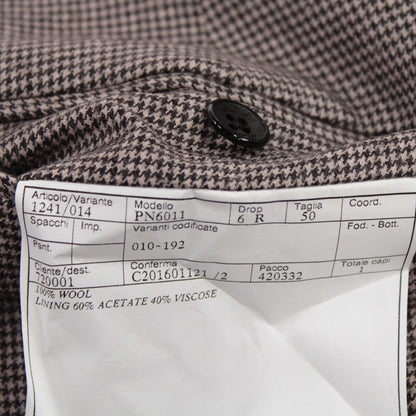 Articolo/Variante Modello Drop Taglia Coord.
1241/014 PN6011 6 R 50
Spacchi Imp. Varianti codificate Fod. - Bott.
Pant. 010-192
Cliente/dest. Conferma Pacco Totale capi
720001 C201601121 /2 420332 1
100% WOOL
LINING 60% ACETATE 40% VISCOSE